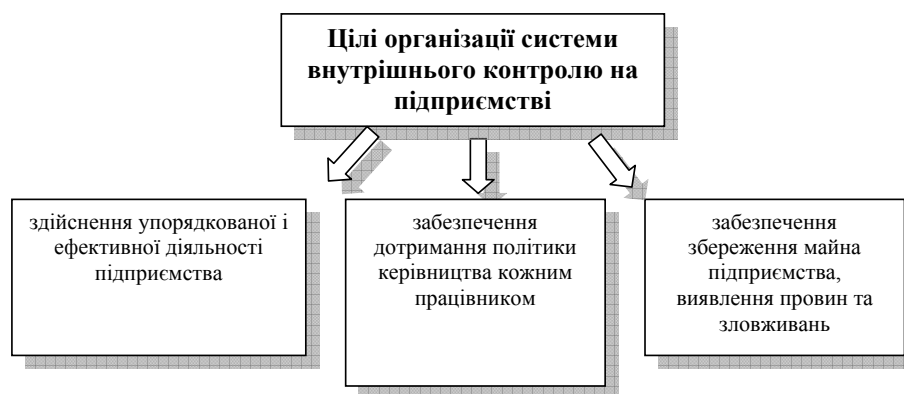 Цілі організації системи
внутрішнього контролю на
підприємстві
здійснення упорядкованої і
ефективної діяльності
підприємства
забезпечення
дотримання політики
керівництва кожним
працівником
забезпечення
збереження майна
підприємства,
виявлення провин та
зловживань